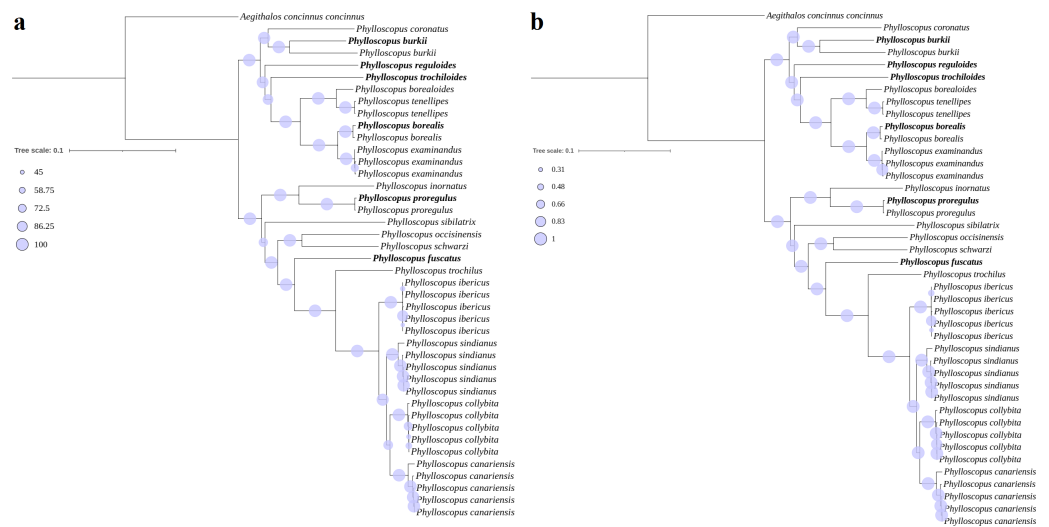 a
Aegithalos concinnus concinnus
Phylloscopus coronatus
Phylloscopus burkii
Phylloscopus burkii
Phylloscopus reguloides
Phylloscopus trochiloides
Phylloscopus borealoides
Phylloscopus tenellipes
Phylloscopus tenellipes
Phylloscopus borealis
Phylloscopus borealis
Phylloscopus examinandus
Phylloscopus examinandus
Phylloscopus examinandus
Phylloscopus inornatus
Phylloscopus proregulus
Phylloscopus proregulus
Phylloscopus sibilatrix
Phylloscopus occisinensis
Phylloscopus schwarzi
Phylloscopus fuscatus
Phylloscopus trochilus
Phylloscopus ibericus
Phylloscopus ibericus
Phylloscopus ibericus
Phylloscopus ibericus
Phylloscopus ibericus
Phylloscopus sindianus
Phylloscopus sindianus
Phylloscopus sindianus
Phylloscopus sindianus
Phylloscopus sindianus
Phylloscopus collybita
Phylloscopus collybita
Phylloscopus collybita
Phylloscopus collybita
Phylloscopus collybita
Phylloscopus canariensis
Phylloscopus canariensis
Phylloscopus canariensis
Phylloscopus canariensis
Phylloscopus canariensis
Tree scale: 0.1
45
58.75
72.5
86.25
100
b
Aegithalos concinnus concinnus
Phylloscopus coronatus
Phylloscopus burkii
Phylloscopus burkii
Phylloscopus reguloides
Phylloscopus trochiloides
Phylloscopus borealoides
Phylloscopus tenellipes
Phylloscopus tenellipes
Phylloscopus borealis
Phylloscopus borealis
Phylloscopus examinandus
Phylloscopus examinandus
Phylloscopus examinandus
Phylloscopus inornatus
Phylloscopus proregulus
Phylloscopus proregulus
Phylloscopus sibilatrix
Phylloscopus occisinensis
Phylloscopus schwarzi
Phylloscopus fuscatus
Phylloscopus trochilus
Phylloscopus ibericus
Phylloscopus ibericus
Phylloscopus ibericus
Phylloscopus ibericus
Phylloscopus ibericus
Phylloscopus sindianus
Phylloscopus sindianus
Phylloscopus sindianus
Phylloscopus sindianus
Phylloscopus sindianus
Phylloscopus collybita
Phylloscopus collybita
Phylloscopus collybita
Phylloscopus collybita
Phylloscopus collybita
Phylloscopus canariensis
Phylloscopus canariensis
Phylloscopus canariensis
Phylloscopus canariensis
Phylloscopus canariensis
Tree scale: 0.1
0.31
0.48
0.66
0.83
1